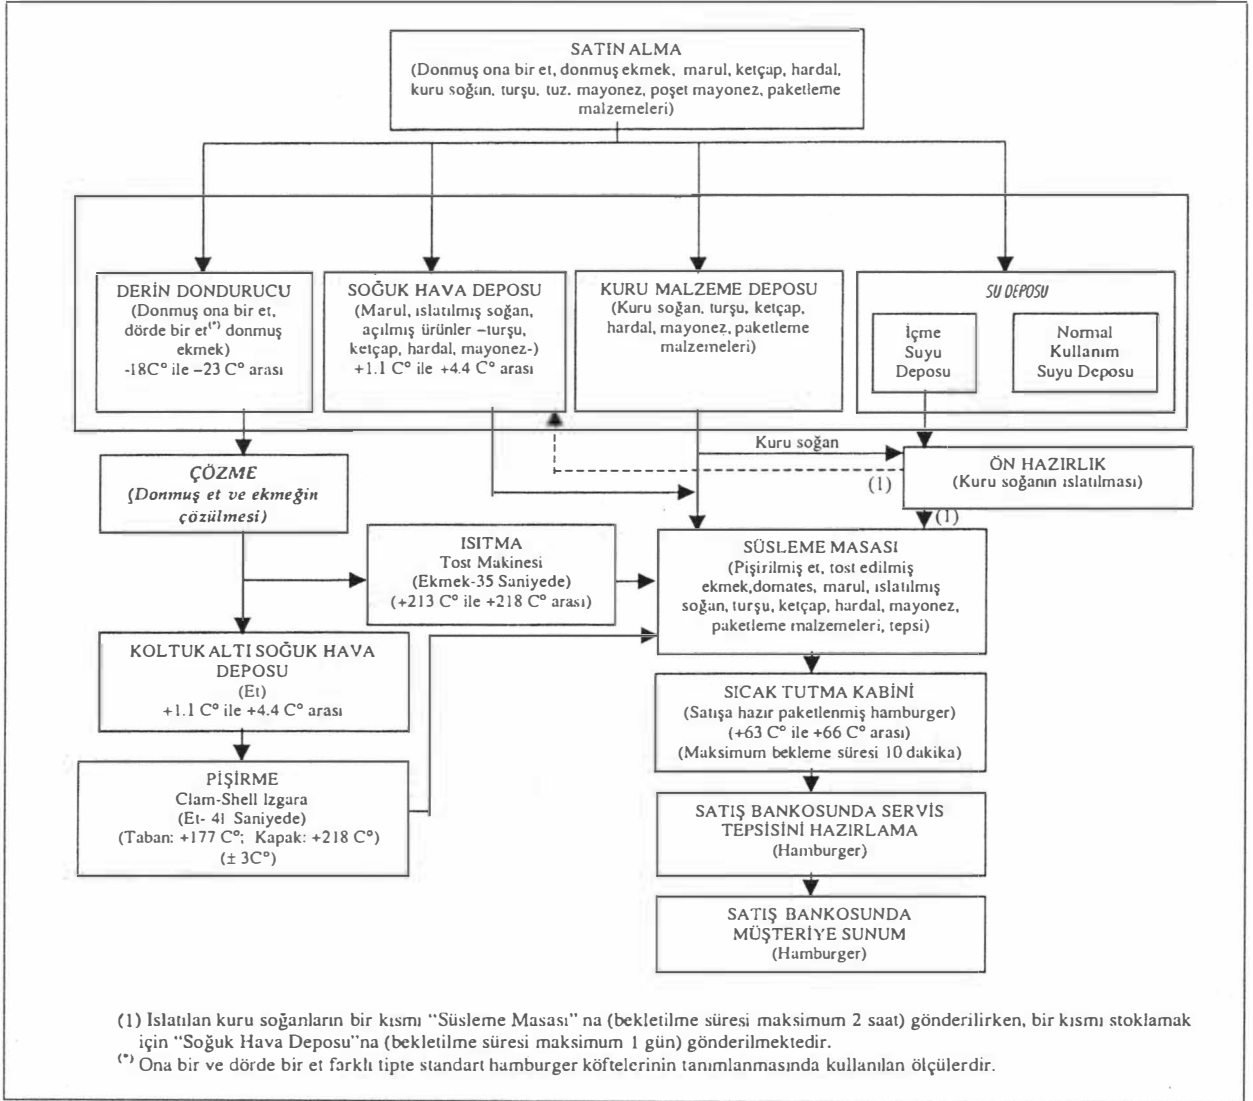 SATIN ALMA
(Donmuş ona bir et, donmuş ekmek, marul, ketçap, hardal,
kuru soğan, turşu, tuz. mayonez, poşet mayonez, paketleme
malzemeleri)
DERİN DONDURUCU
(Donmuş ona bir et,
dörde bir et(*) donmuş
ekmek)
-18C° ile –23 C° arası
SOĞUK HAVA DEPOSU
(Marul, ıslatılmış soğan,
açılmış ürünler –turşu,
ketçap, hardal, mayonez-)
+1.1 C° ile +4.4 C° arası
KURU MALZEME DEPOSU
(Kuru soğan, turşu, ketçap,
hardal, mayonez, paketleme
malzemeleri)
SU DEPOSU
İçme
Suyu
Deposu
Normal
Kullanım
Suyu Deposu
Kuru soğan
ÇÖZME
(Donmuş et ve ekmeğin
çözülmesi)
ÖN HAZIRLIK
(Kuru soğanın ıslatılması)
(1)
(1)
ISITMA
Tost Makinesi
(Ekmek-35 Saniyede)
(+213 C° ile +218 C° arası)
SÜSLEME MASASI
(Pişirilmiş et, tost edilmiş
ekmek,domates, marul, ıslatılmış
soğan, turşu, ketçap, hardal, mayonez,
paketleme malzemeleri, tepsi)
KOLTUK ALTI SOĞUK HAVA
DEPOSU
(Et)
+1.1 C° ile +4.4 C° arası
SICAK TUTMA KABİNİ
(Satışa hazır paketlenmiş hamburger)
(+63 C° ile +66 C° arası)
(Maksimum bekleme süresi 10 dakika)
PİŞİRME
Clam-Shell Izgara
(Et- 41 Saniyede)
(Taban: +177 C°; Kapak: +218 C°)
(± 3C°)
SATIŞ BANKOSUNDA SERVİS
TEPSİSİNİ HAZIRLAMA
(Hamburger)
SATIŞ BANKOSUNDA
MÜŞTERİYE SUNUM
(Hamburger)
(1) Islatılan kuru soğanların bir kısmı “Süsleme Masası” na (bekletilme süresi maksimum 2 saat) gönderilirken, bir kısmı stoklamak
için “Soğuk Hava Deposu”na (bekletilme süresi maksimum 1 gün) gönderilmektedir.
(*) Ona bir ve dörde bir et farklı tipte standart hamburger köftelerinin tanımlanmasında kullanılan ölçülerdir.